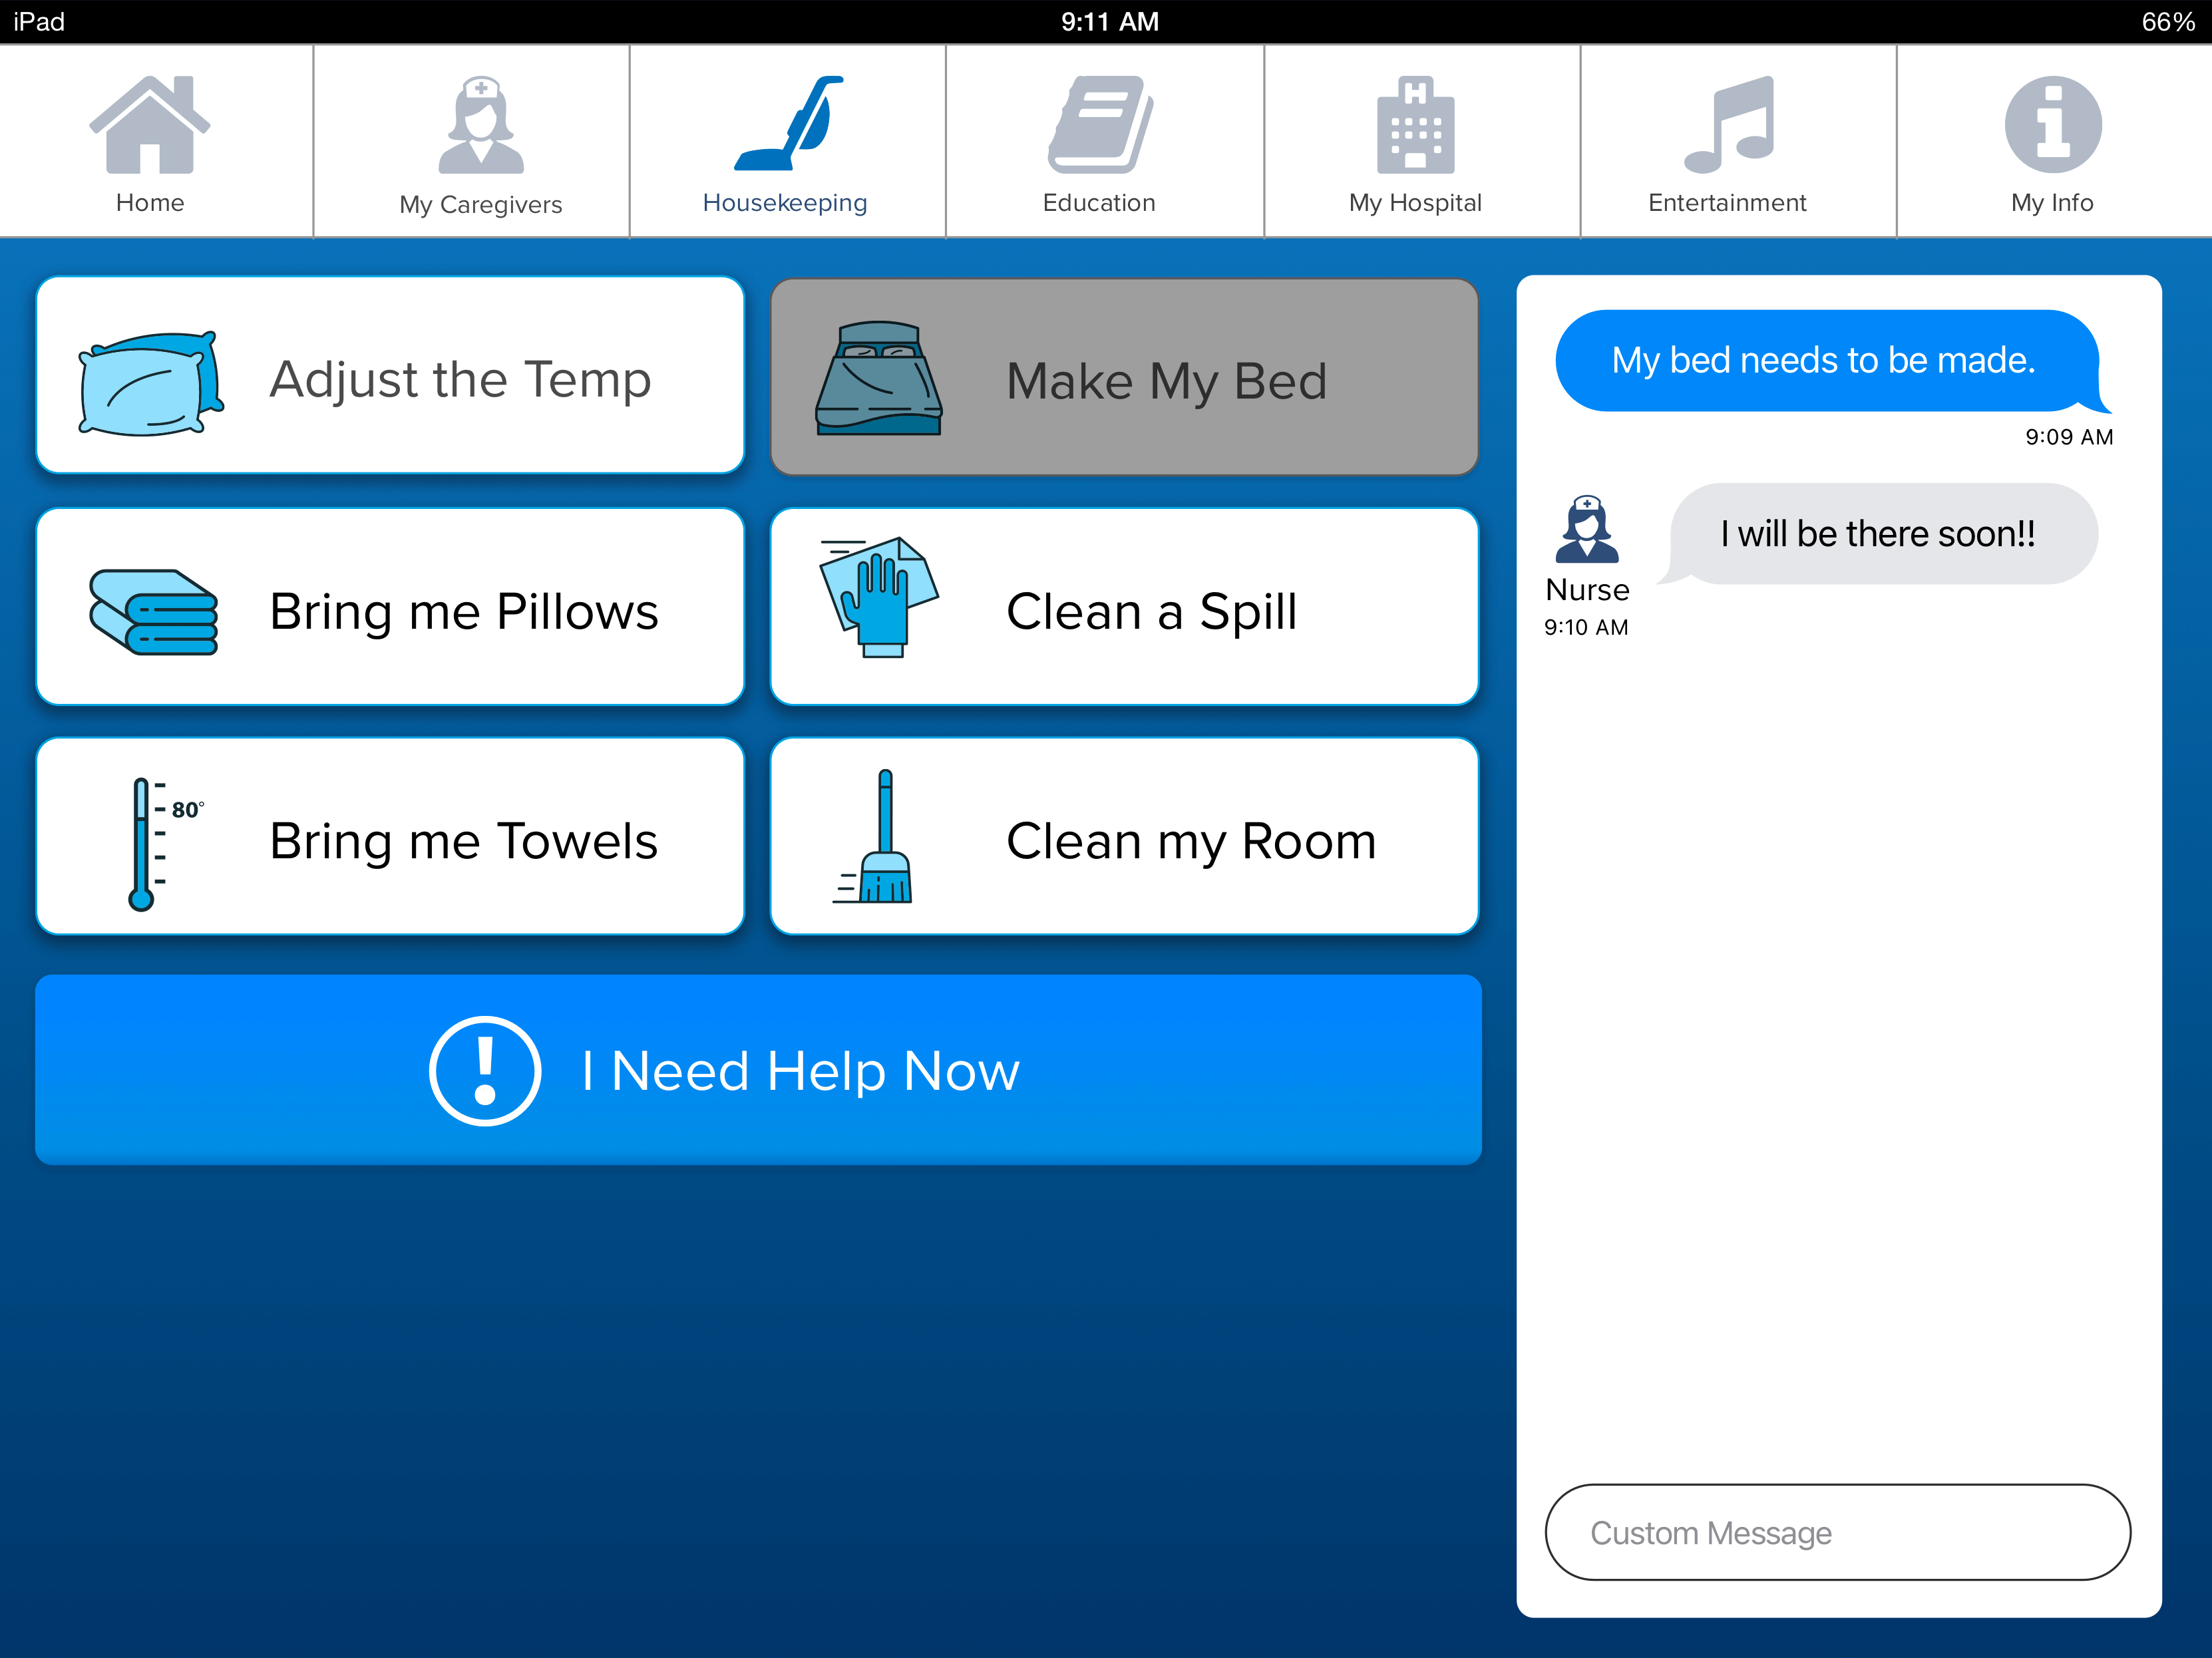 iPad
9:11 AM
66%
Home
My Caregivers
Housekeeping
Education
My Hospital
Entertainment
My Info
Adjust the Temp
Make My Bed
Bring me Pillows
Clean a Spill
80°
Bring me Towels
Clean my Room
! I Need Help Now
My bed needs to be made.
9:09 AM
I will be there soon!!
Nurse
9:10 AM
Custom Message